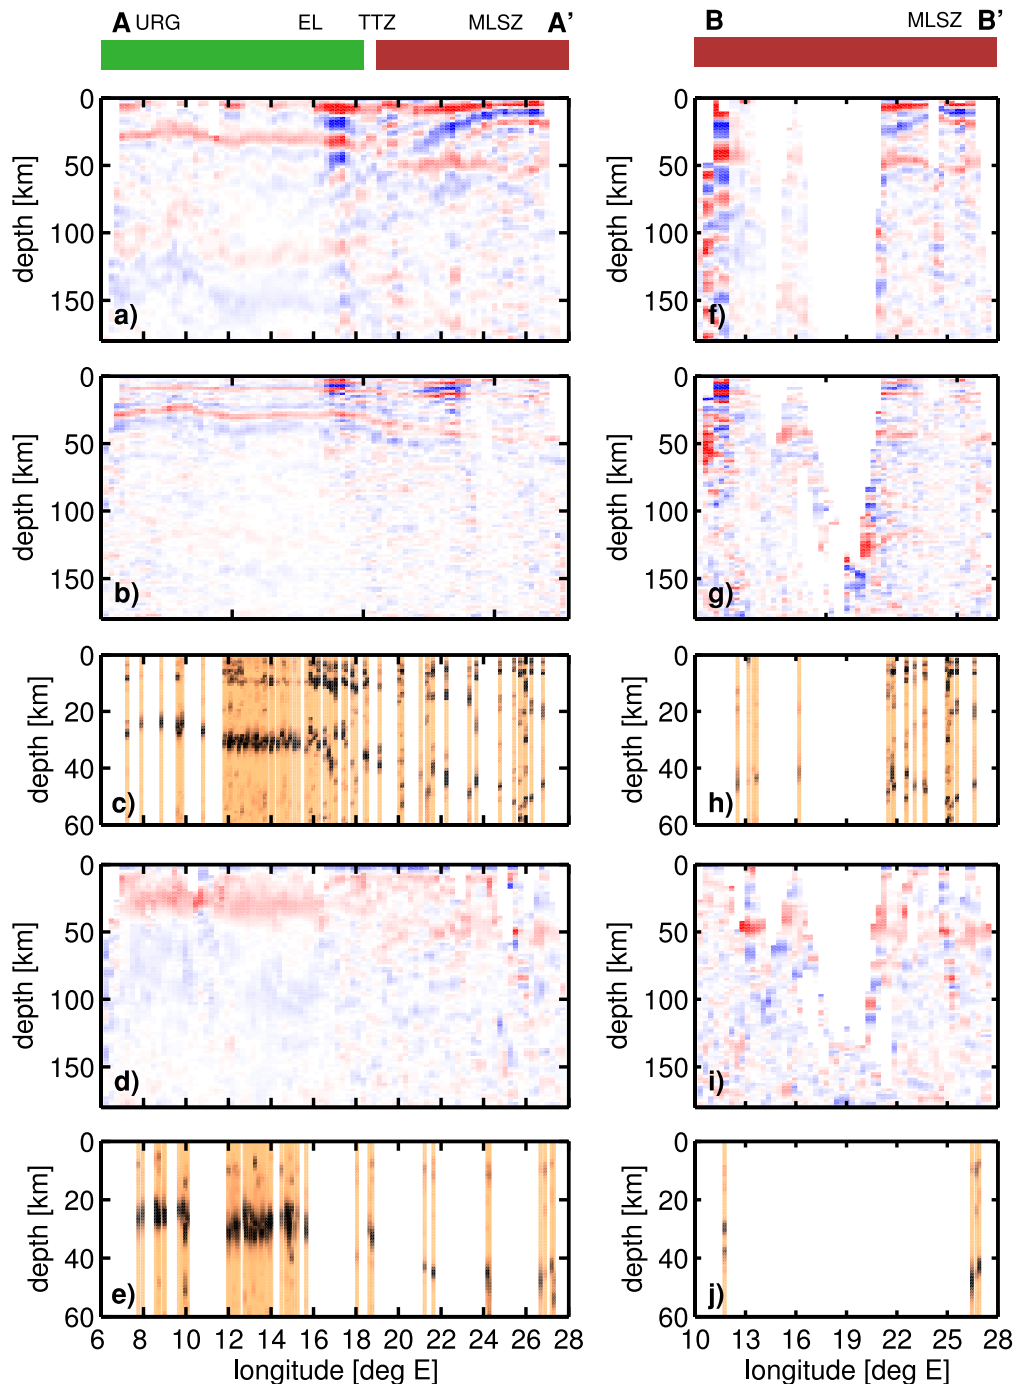 A URG EL TTZ MLSZ A’
B MLSZ B’
0
50
100
150
depth [km]
a)
0
50
100
150
depth [km]
f)
0
50
100
150
depth [km]
b)
0
50
100
150
depth [km]
g)
0
20
40
60
depth [km]
c)
0
20
40
60
depth [km]
h)
0
50
100
150
depth [km]
d)
0
50
100
150
depth [km]
i)
0
20
40
60
depth [km]
e)
6 8 10 12 14 16 18 20 22 24 26 28
longitude [deg E]
0
20
40
60
depth [km]
j)
10 13 16 19 22 25 28
longitude [deg E]